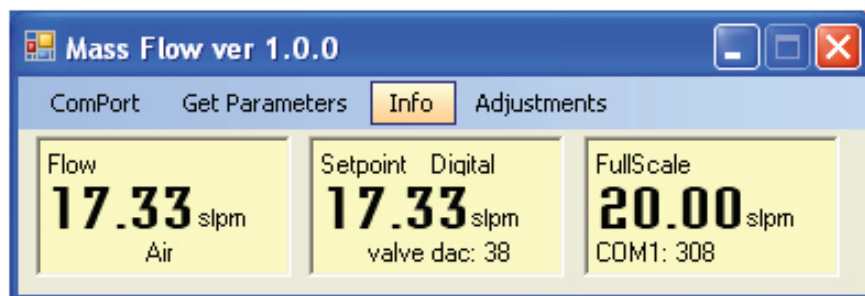 Mass Flow ver 1.0.0
ComPort Get Parameters Info Adjustments
Flow
17.33 slpm
Air
Setpoint Digital
17.33 slpm
valve dac: 38
FullScale
20.00 slpm
COM1: 308